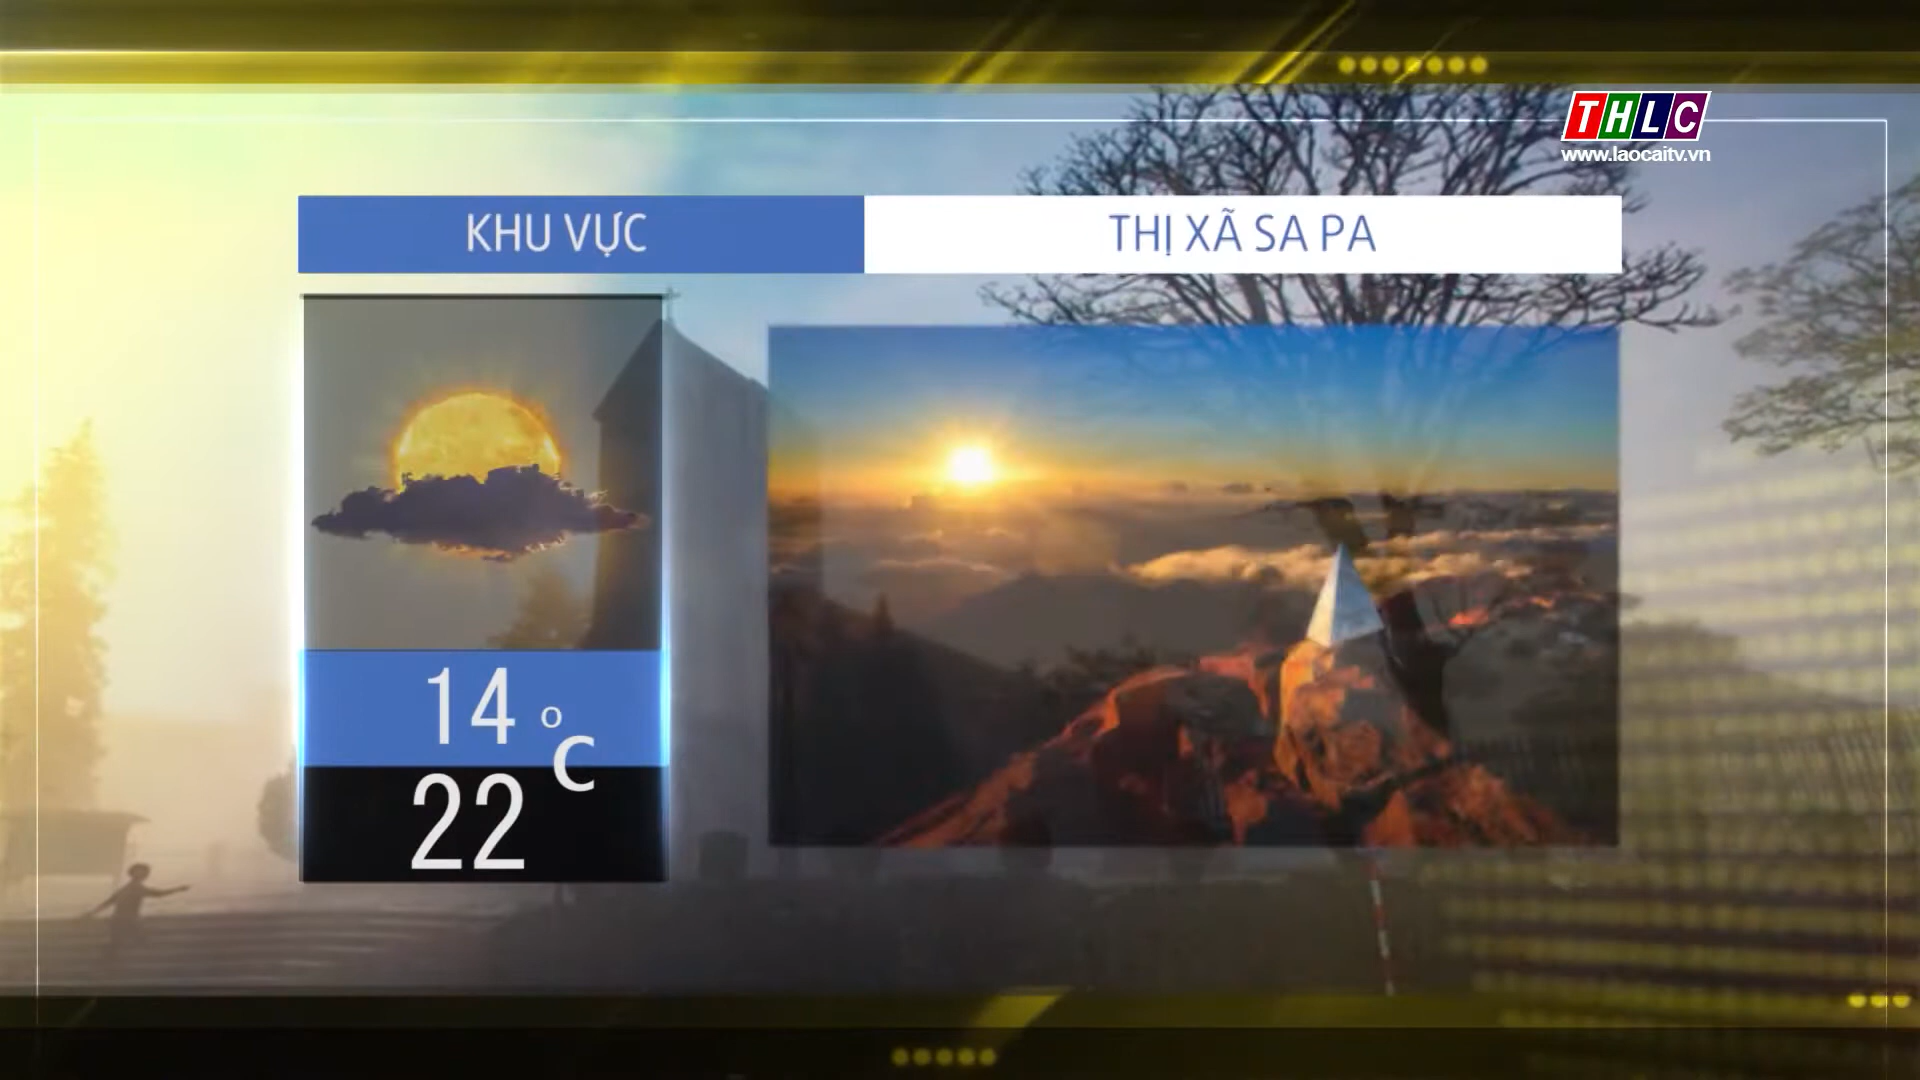 THLC
www.laocaitv.vn
KHU VỰC
THỊ XÃ SA PA
14 °C
22